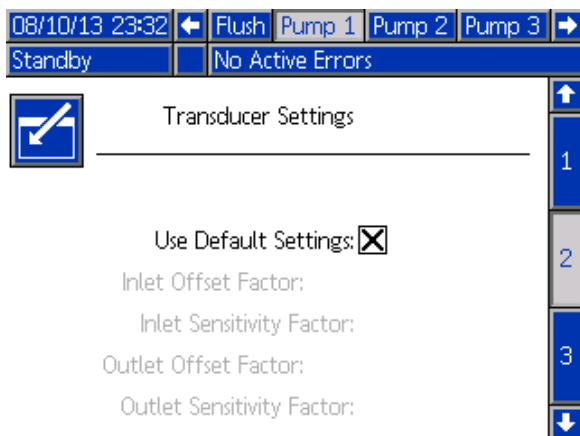 08/10/13 23:32 Flush Pump 1 Pump 2 Pump 3
Standby No Active Errors
Transducer Settings
1
Use Default Settings:
2
Inlet Offset Factor:
Inlet Sensitivity Factor:
Outlet Offset Factor:
3
Outlet Sensitivity Factor: